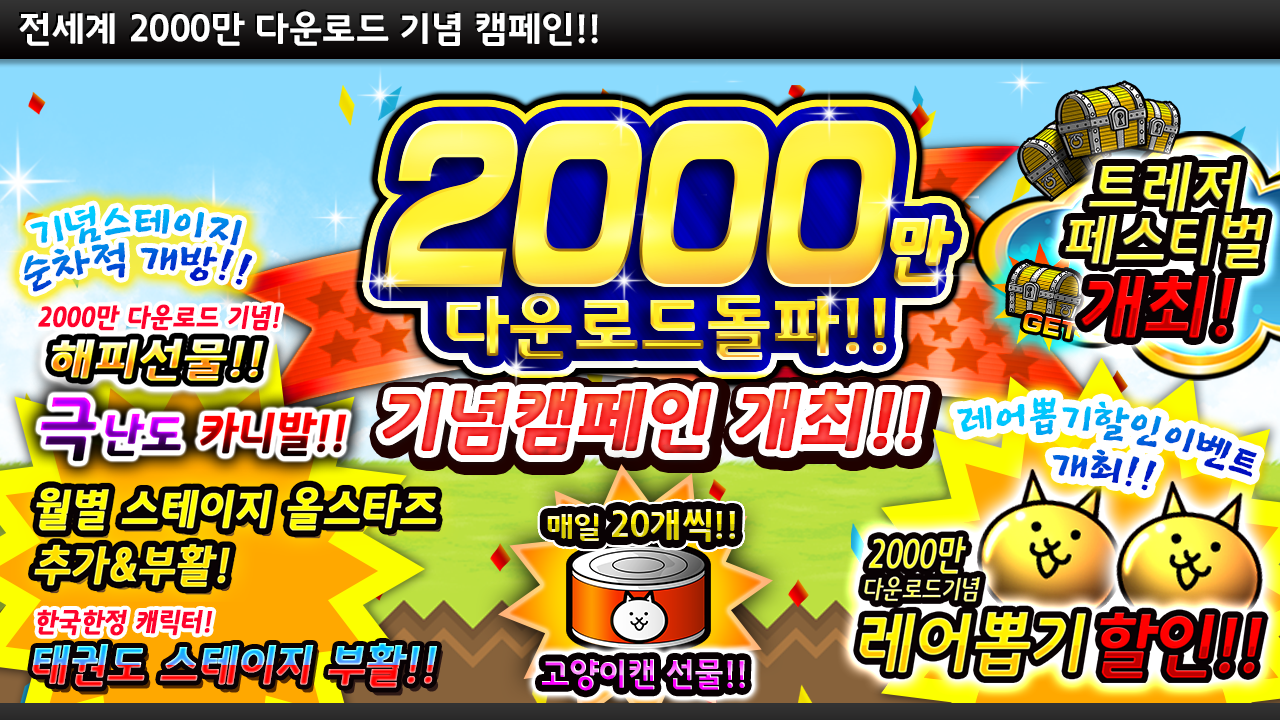 전세계 2000만 다운로드 기념 캠페인!!
2000만
다운로드돌파!!
기념캠페인 개최!!
기념스테이지
순차적 개방!!
2000만 다운로드 기념!
해피선물!!
극난도 카니발!!
월별 스테이지 올스타즈
추가&부활!
한국한정 캐릭터!
태권도 스테이지 부활!!
매일 20개씩!!
고양이캔 선물!!
트레저
페스티벌
개최!
GET
레어뽑기할인이벤트
개최!!
2000만
다운로드기념
레어뽑기 할인!!